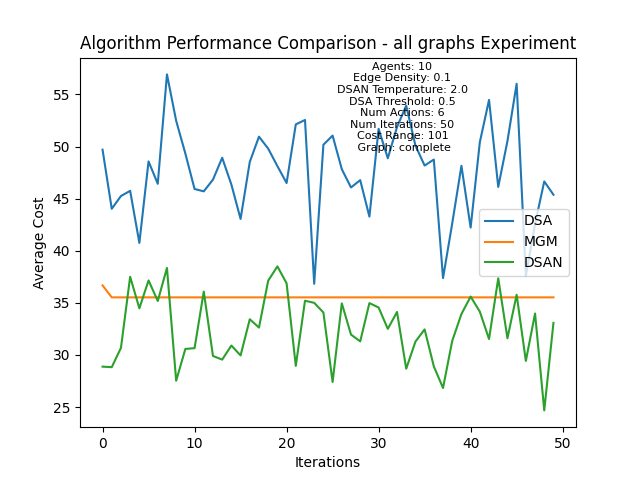 Algorithm Performance Comparison - all graphs Experiment
Agents: 10
Edge Density: 0.1
DSAN Temperature: 2.0
DSA Threshold: 0.5
Num Actions: 6
Num Iterations: 50
Cost Range: 101
Graph: complete
Average Cost
55
50
45
40
35
30
25
DSA
MGM
DSAN
0
10
20
30
40
50
Iterations